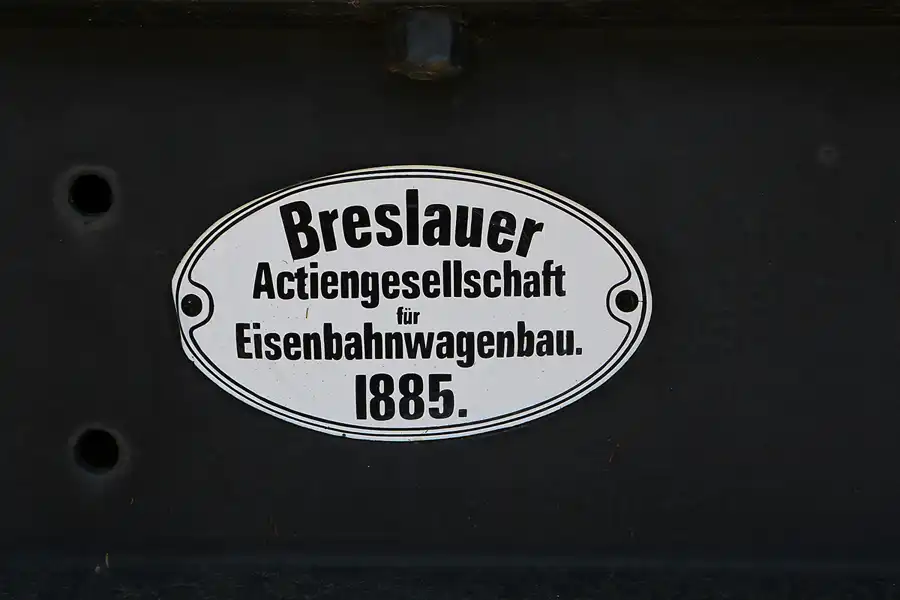 Breslauer
Actiengesellschaft
für
Eisenbahnwagenbau.
1885.